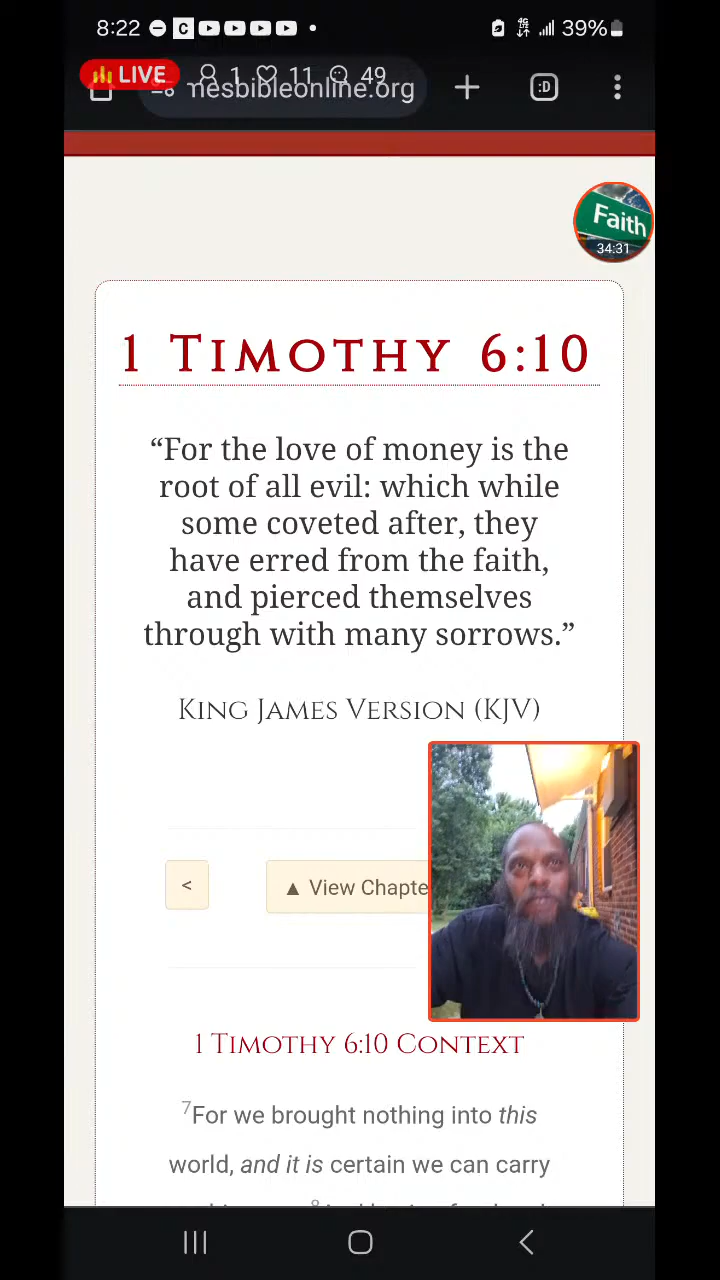 8:22
39%
LIVE 1 11 49
nesbibleonline.org
:D
Faith
34:31
1 TIMOTHY 6:10
“For the love of money is the
root of all evil: which while
some coveted after, they
have erred from the faith,
and pierced themselves
through with many sorrows.”
KING JAMES VERSION (KJV)
<
▲ View Chapte
1 TIMOTHY 6:10 CONTEXT
7For we brought nothing into this
world, and it is certain we can carry